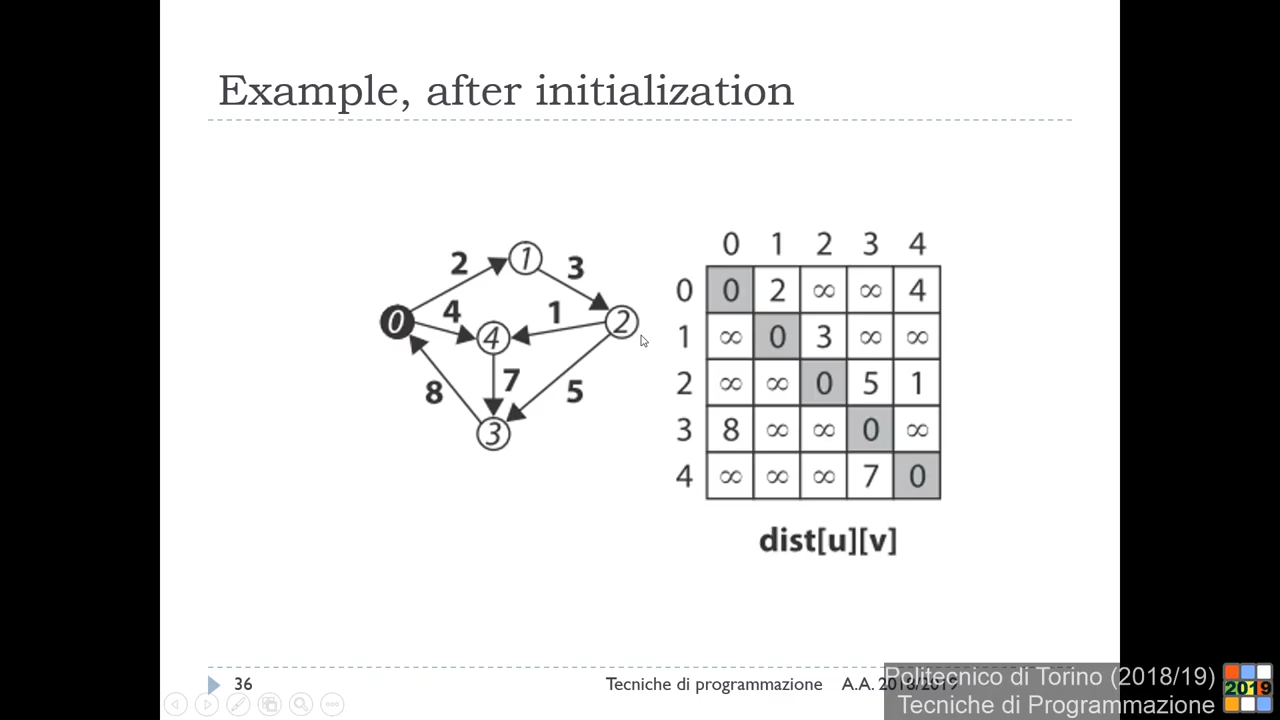 Example, after initialization
2
1
3
0
4
4
1
2
8
7
5
3
0 1 2 3 4
0 0 2 ∞ ∞ 4
1 ∞ 0 3 ∞ ∞
2 ∞ ∞ 0 5 1
3 8 ∞ ∞ 0 ∞
4 ∞ ∞ ∞ 7 0
dist[u][v]
36
Tecniche di programmazione A.A. 2018/2019
Politecnico di Torino (2018/19)
Tecniche di Programmazione
2019